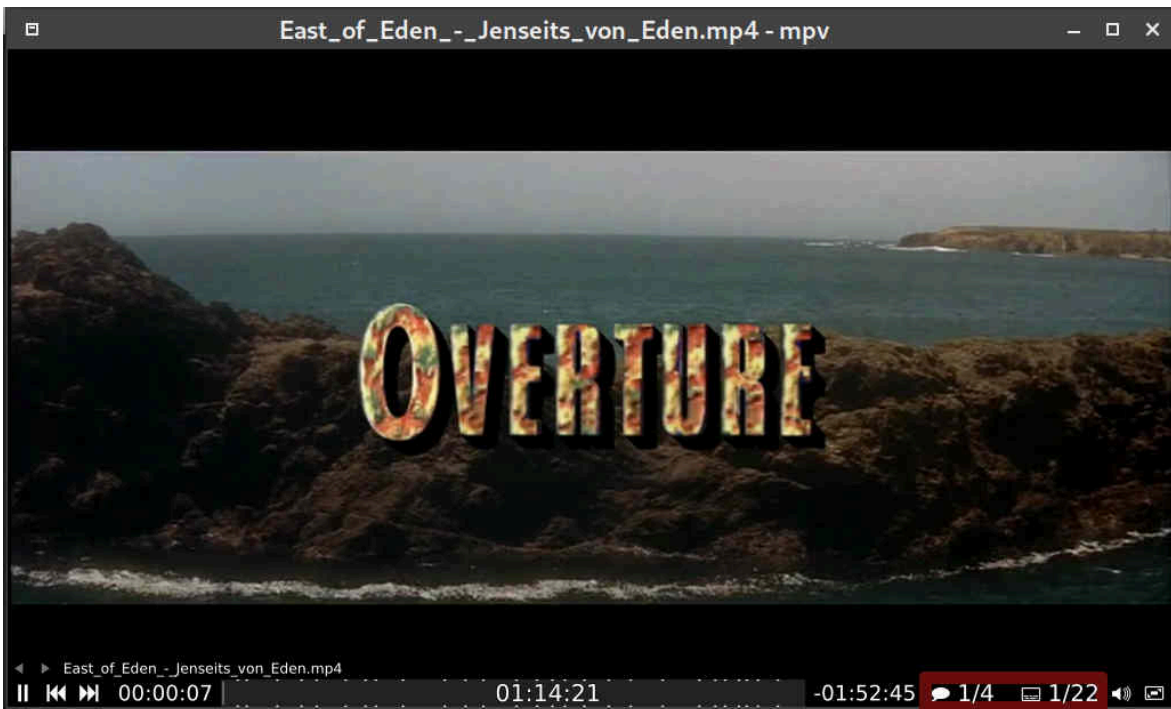 East_of_Eden_-_Jenseits_von_Eden.mp4 - mpv
OVERTURE
East_of_Eden_-_Jenseits_von_Eden.mp4
00:00:07 01:14:21 -01:52:45 1/4 1/22